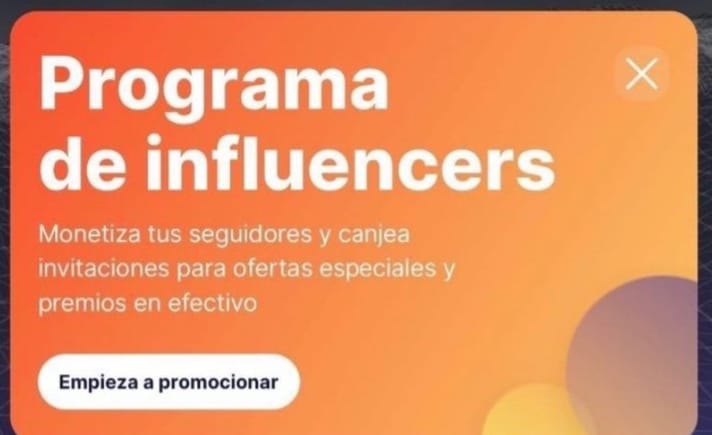 Programa
de influencers
Monetiza tus seguidores y canjea
invitaciones para ofertas especiales y
premios en efectivo
Empieza a promocionar